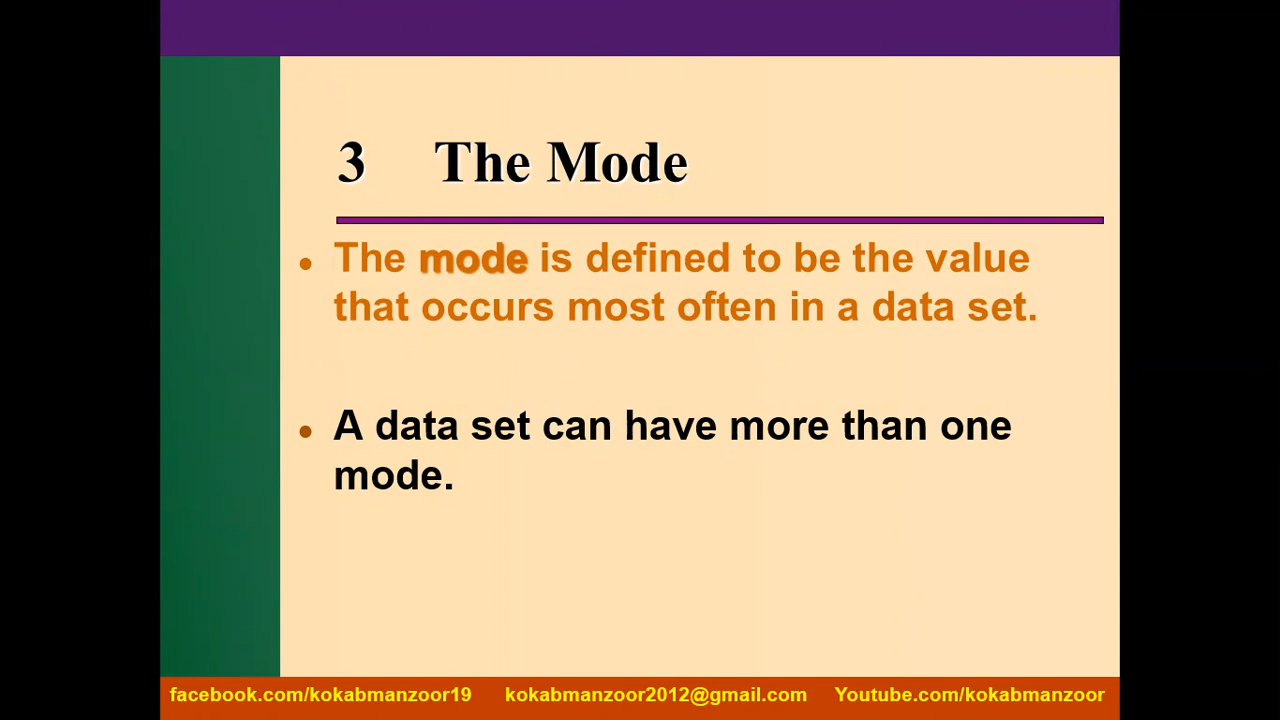 3 The Mode
• The mode is defined to be the value
that occurs most often in a data set.
• A data set can have more than one
mode.
facebook.com/kokabmanzoor19 kokabmanzoor2012@gmail.com Youtube.com/kokabmanzoor